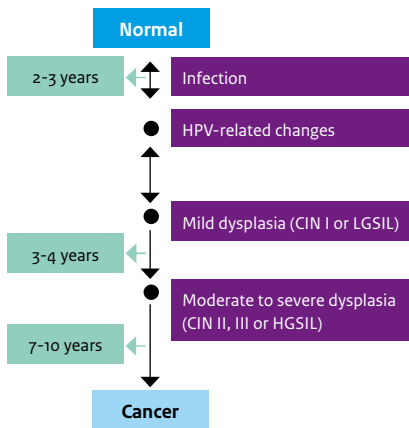 Normal
2-3 years
Infection
HPV-related changes
Mild dysplasia (CIN I or LGSIL)
3-4 years
Moderate to severe dysplasia
(CIN II, III or HGSIL)
7-10 years
Cancer